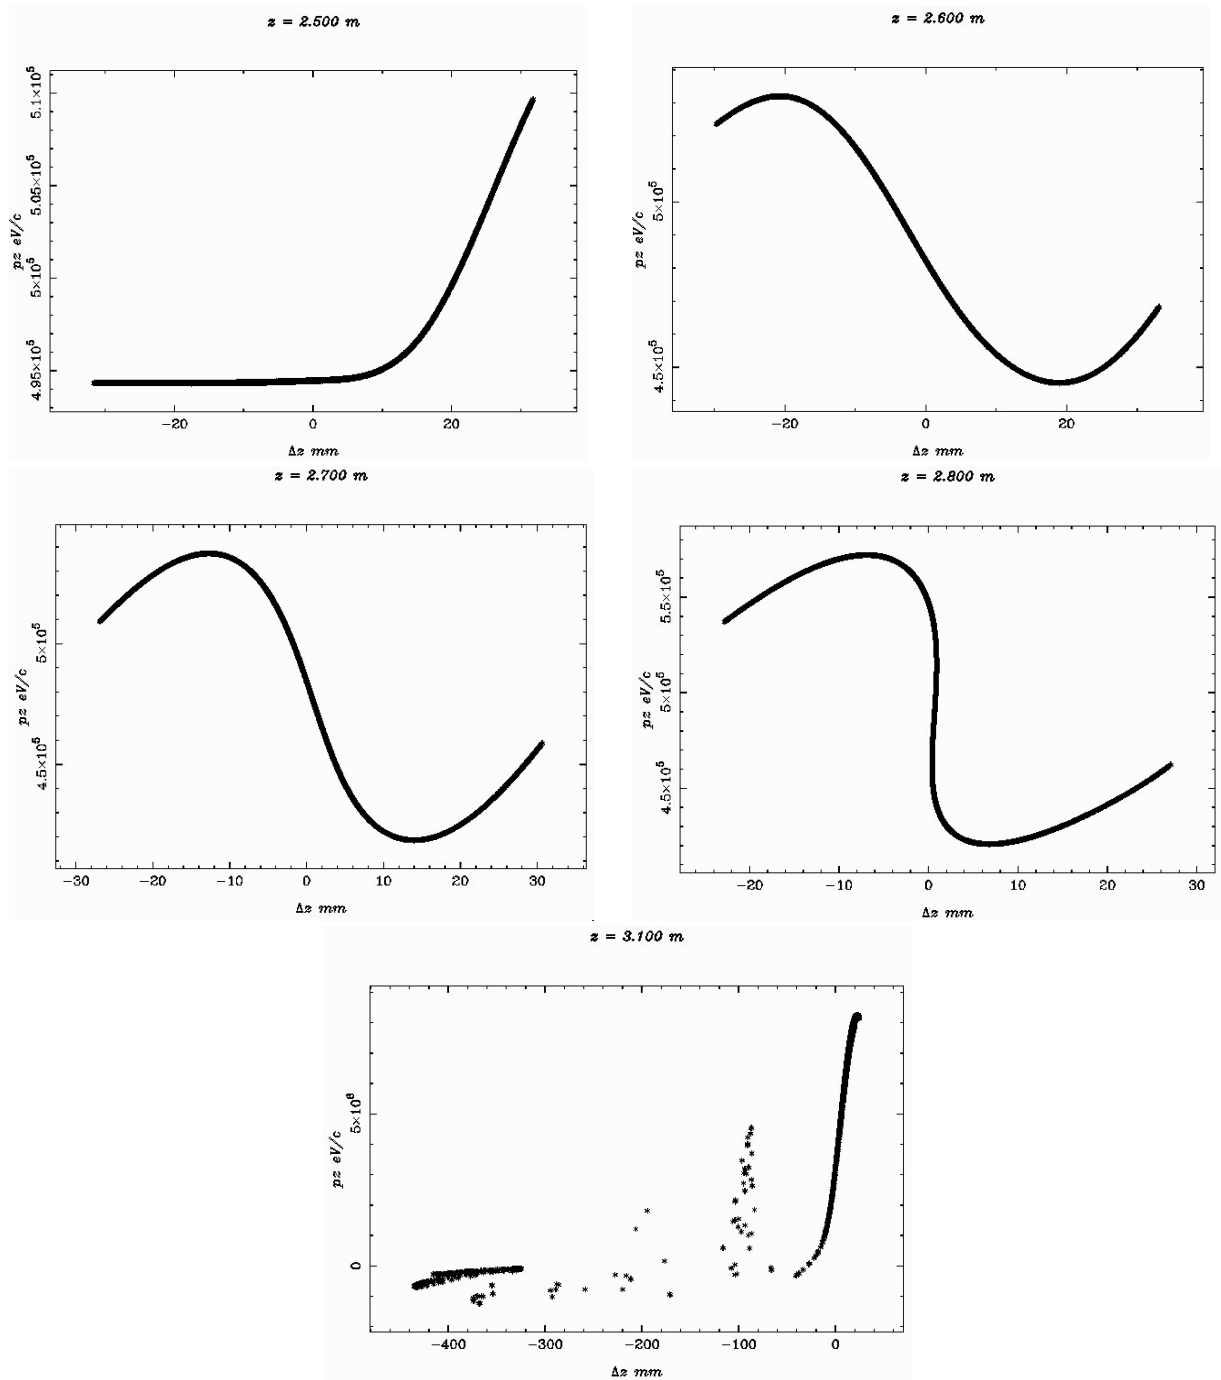 z = 2.500 m
5.1×10⁵
5.05×10⁵
5×10⁵
4.95×10⁵
pz eV/c
−20 0 20
Δz mm
z = 2.600 m
5×10⁵
4.5×10⁵
pz eV/c
−20 0 20
Δz mm
z = 2.700 m
5×10⁵
4.5×10⁵
pz eV/c
−30 −20 −10 0 10 20 30
Δz mm
z = 2.800 m
5.5×10⁵
5×10⁵
4.5×10⁵
pz eV/c
−20 −10 0 10 20 30
Δz mm
z = 3.100 m
5×10⁶
0
pz eV/c
−400 −300 −200 −100 0
Δz mm